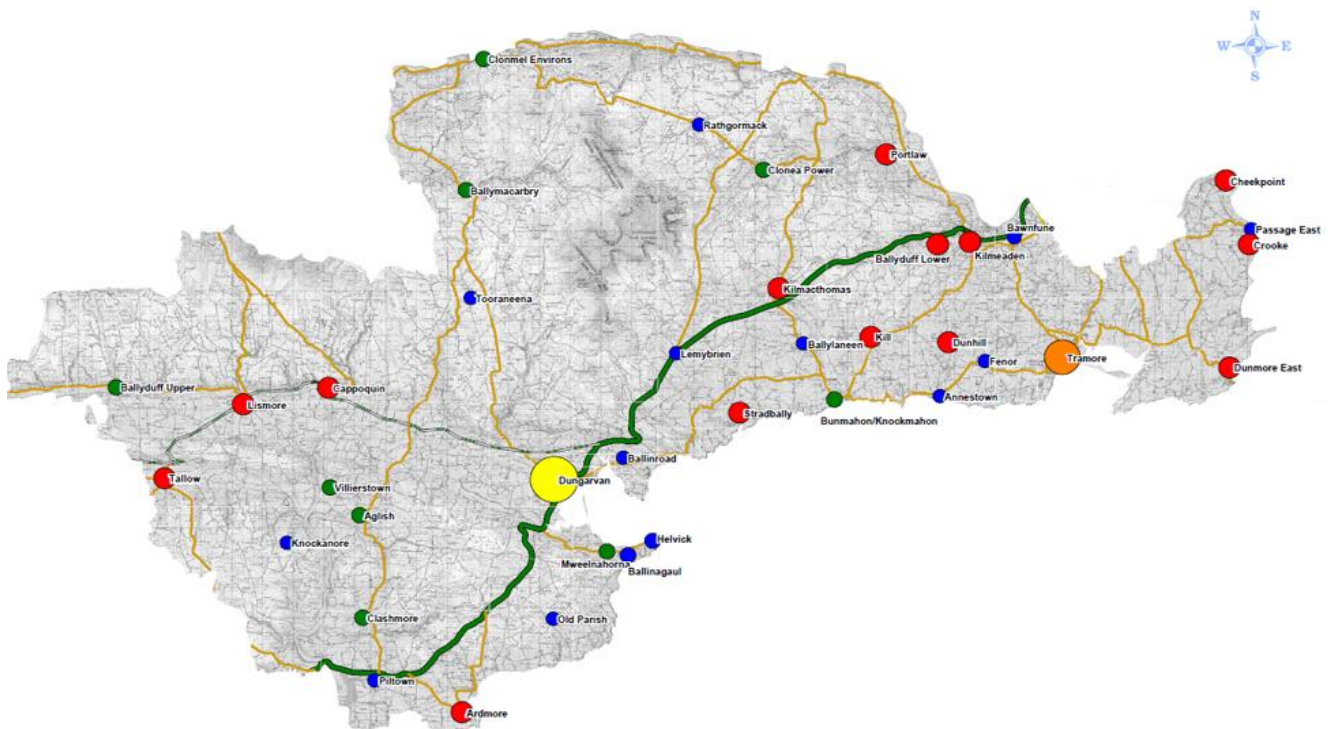 N
W E
S
Clonmel Environs
Rathgormack
Portlaw
Clonea Power
Cheekpoint
Ballymacarbry
Passage East
Bawnfune
Crooke
Ballyduff Lower
Kilmeaden
Kilmacthomas
Tooraneena
Kill
Dunhill
Ballylaneen
Lemybrien
Tramore
Fenor
Dunmore East
Ballyduff Upper
Cappoquin
Annestown
Lismore
Stradbally
Bunmahon/Knockmahon
Ballinroad
Tallow
Dungarvan
Villierstown
Aglish
Knockanore
Helvick
Mweelnahorna
Ballinagaul
Clashmore
Old Parish
Piltown
Ardmore